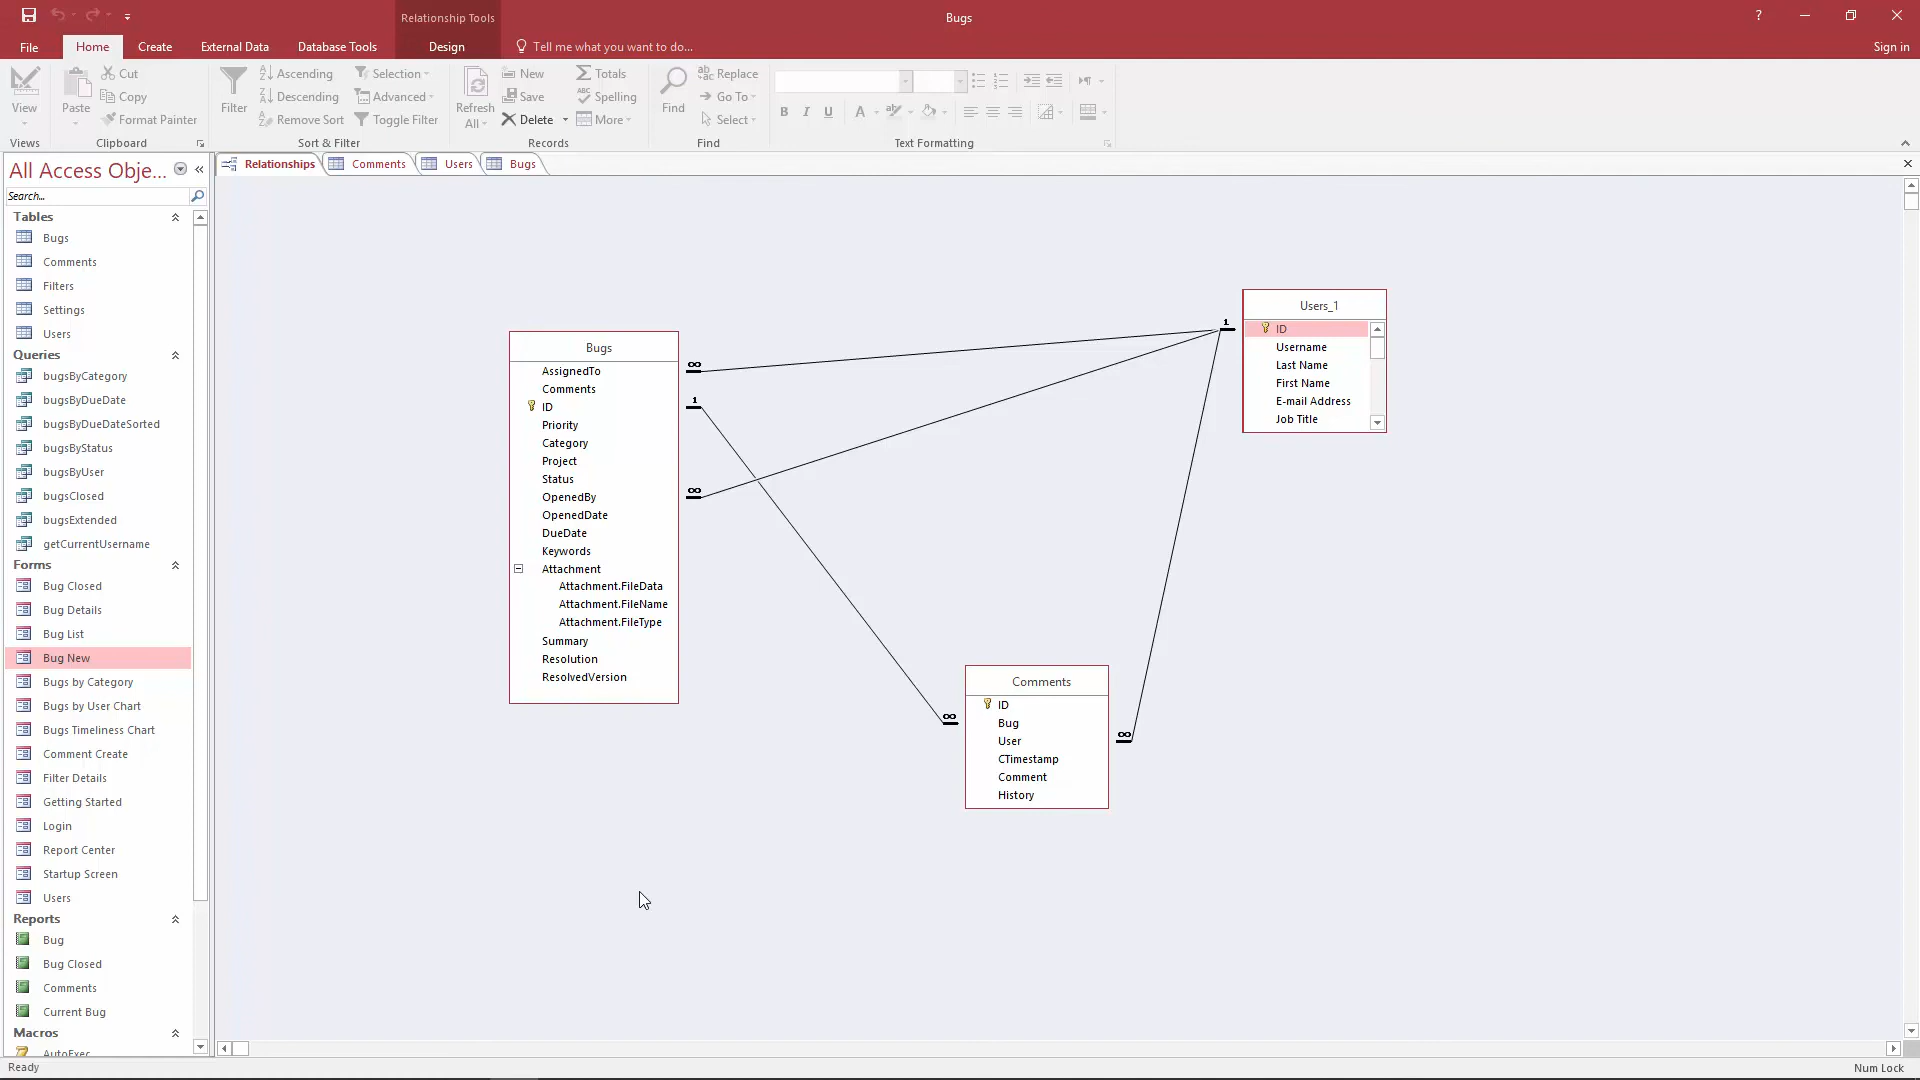 Relationship Tools
Bugs
?
File
Home
Create
External Data
Database Tools
Design
Tell me what you want to do...
Sign in
View
Views
Paste
Cut
Copy
Format Painter
Clipboard
Filter
Ascending
Descending
Remove Sort
Selection
Advanced
Toggle Filter
Sort & Filter
Refresh
All
New
Save
Delete
Totals
Spelling
More
Records
Find
Replace
Go To
Select
Find
B I U A
Text Formatting
All Access Obje...
Search...
Relationships
Comments
Users
Bugs
Tables
Bugs
Comments
Filters
Settings
Users
Queries
bugsByCategory
bugsByDueDate
bugsByDueDateSorted
bugsByStatus
bugsByUser
bugsClosed
bugsExtended
getCurrentUsername
Forms
Bug Closed
Bug Details
Bug List
Bug New
Bugs by Category
Bugs by User Chart
Bugs Timeliness Chart
Comment Create
Filter Details
Getting Started
Login
Report Center
Startup Screen
Users
Reports
Bug
Bug Closed
Comments
Current Bug
Macros
AutoExec
Bugs
AssignedTo
Comments
ID
Priority
Category
Project
Status
OpenedBy
OpenedDate
DueDate
Keywords
Attachment
Attachment.FileData
Attachment.FileName
Attachment.FileType
Summary
Resolution
ResolvedVersion
∞
1
∞
1
Users_1
ID
Username
Last Name
First Name
E-mail Address
Job Title
∞
∞
Comments
ID
Bug
User
CTimestamp
Comment
History
Ready
Num Lock